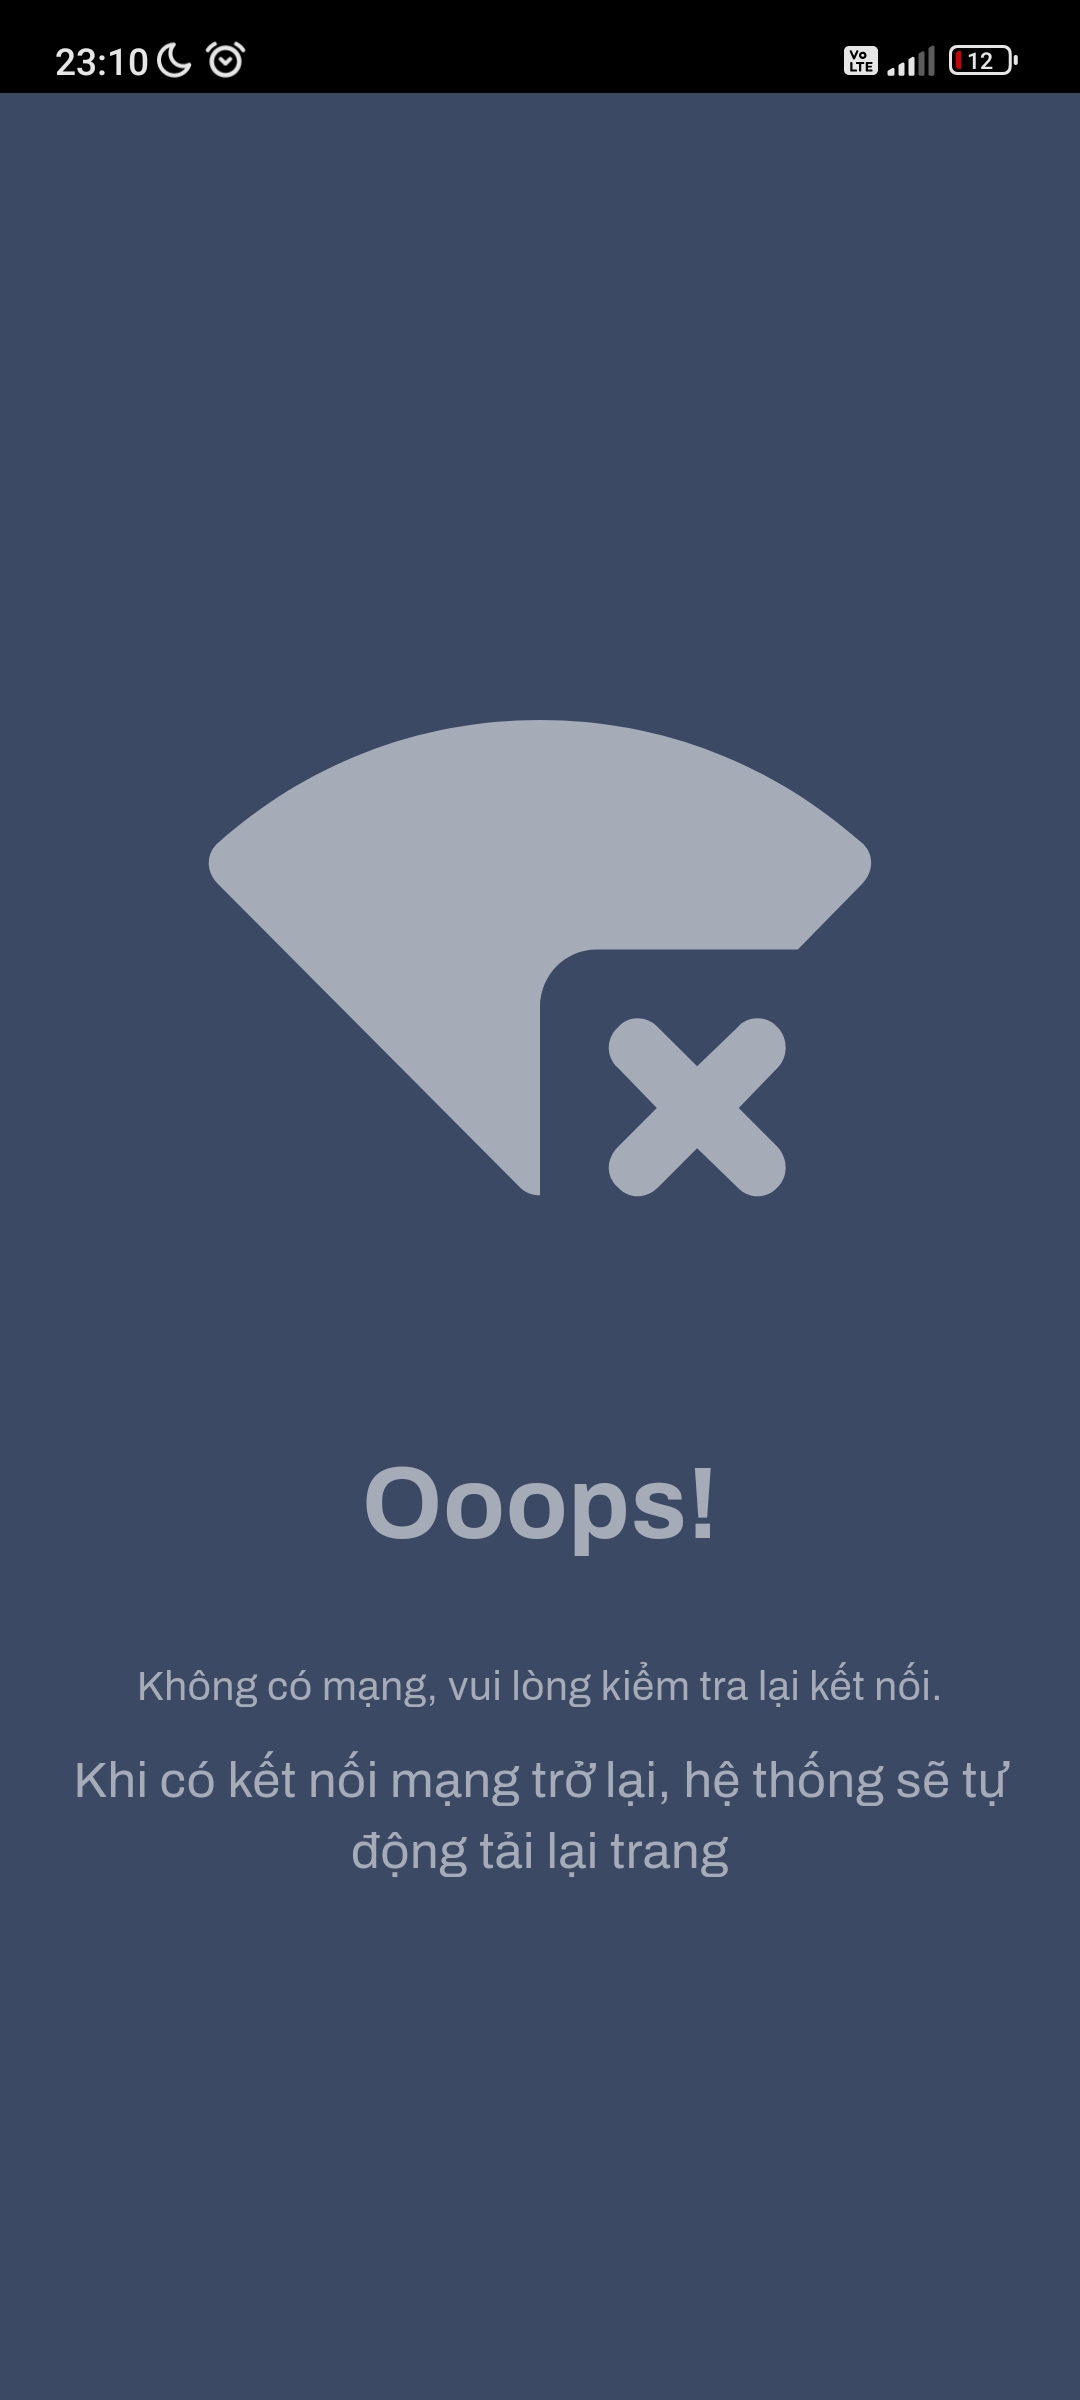 23:10
Vo
LTE
12
Ooops!
Không có mạng, vui lòng kiểm tra lại kết nối.
Khi có kết nối mạng trở lại, hệ thống sẽ tự
động tải lại trang